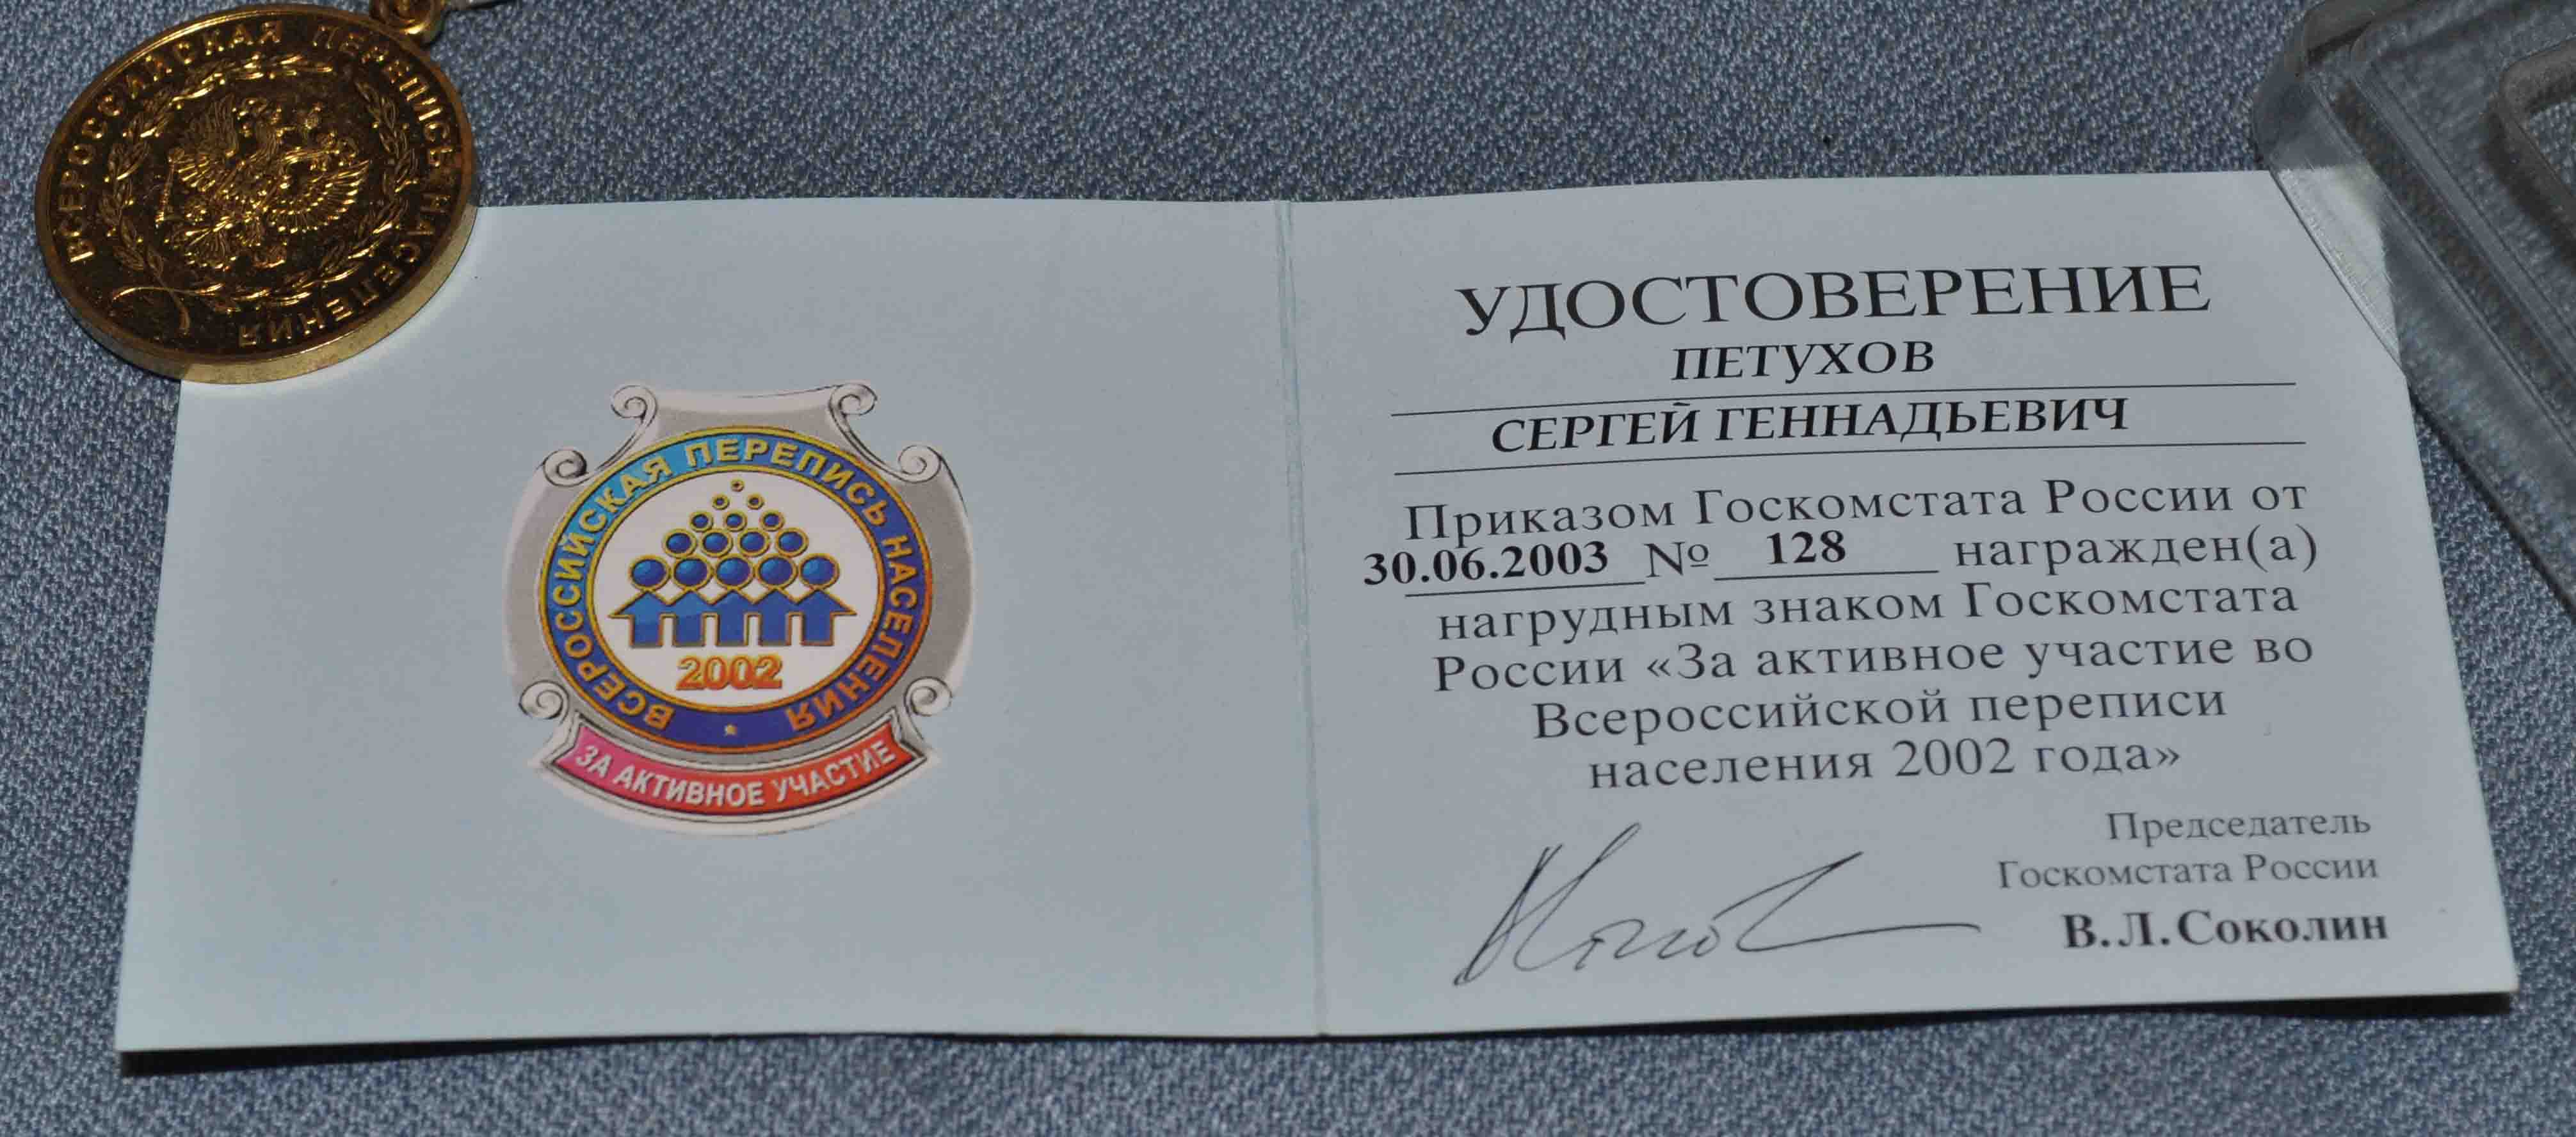 ВСЕРОССИЙСКАЯ ПЕРЕПИСЬ НАСЕЛЕНИЯ
ВСЕРОССИЙСКАЯ ПЕРЕПИСЬ НАСЕЛЕНИЯ
2002
ЗА АКТИВНОЕ УЧАСТИЕ
УДОСТОВЕРЕНИЕ
ПЕТУХОВ
СЕРГЕЙ ГЕННАДЬЕВИЧ
Приказом Госкомстата России от
30.06.2003 № 128 награжден(а)
нагрудным знаком Госкомстата
России «За активное участие во
Всероссийской переписи
населения 2002 года»
Председатель
Госкомстата России
В.Л.Соколин